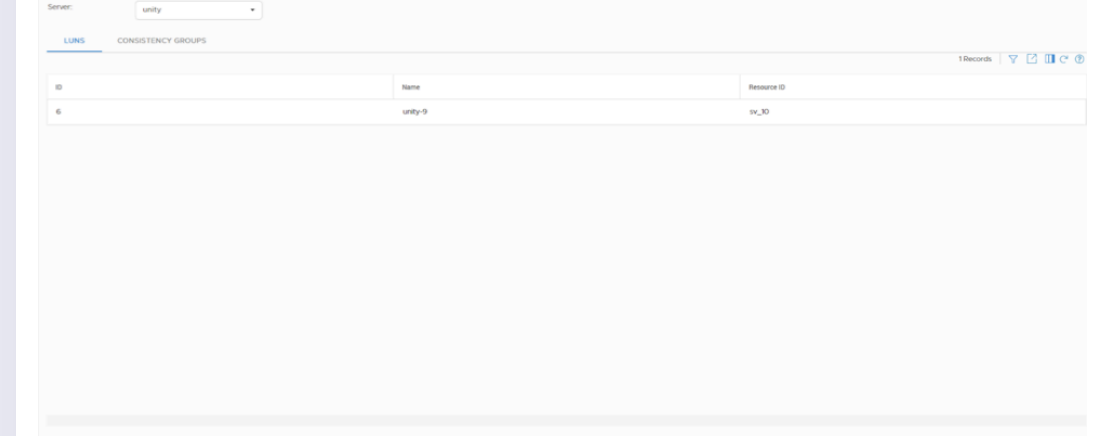 Server: unity
LUNS CONSISTENCY GROUPS
1 Records
ID Name Resource ID
6 unity-9 sv_10